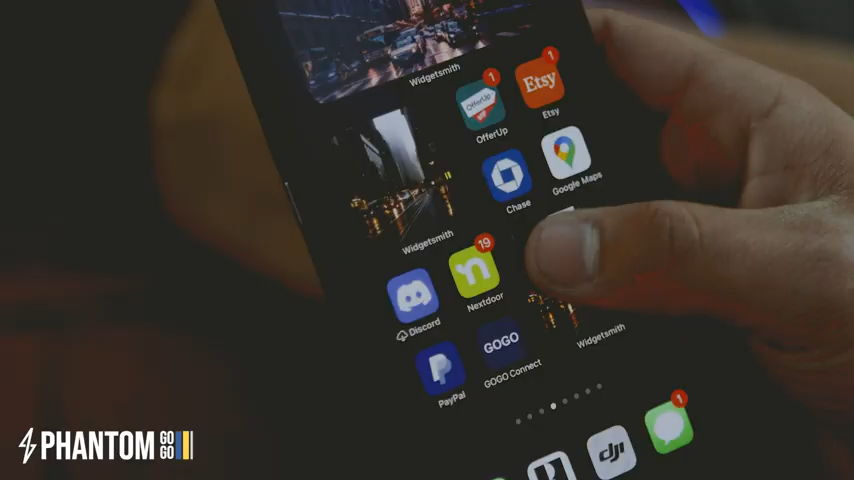 Widgetsmith
1
1
OfferUp
Etsy
OfferUp
Etsy
Chase
Google Maps
Widgetsmith
19
Discord
Nextdoor
GOGO
Widgetsmith
PayPal
GOGO Connect
1
dji
PHANTOM GO GO